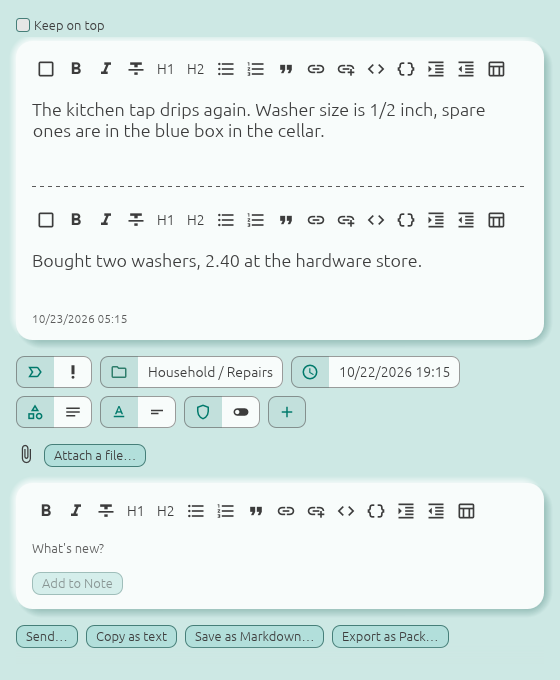 Keep on top
H1 H2
The kitchen tap drips again. Washer size is 1/2 inch, spare
ones are in the blue box in the cellar.
H1 H2
Bought two washers, 2.40 at the hardware store.
10/23/2026 05:15
Household / Repairs 10/22/2026 19:15
Attach a file…
H1 H2
What's new?
Add to Note
Send… Copy as text Save as Markdown… Export as Pack…